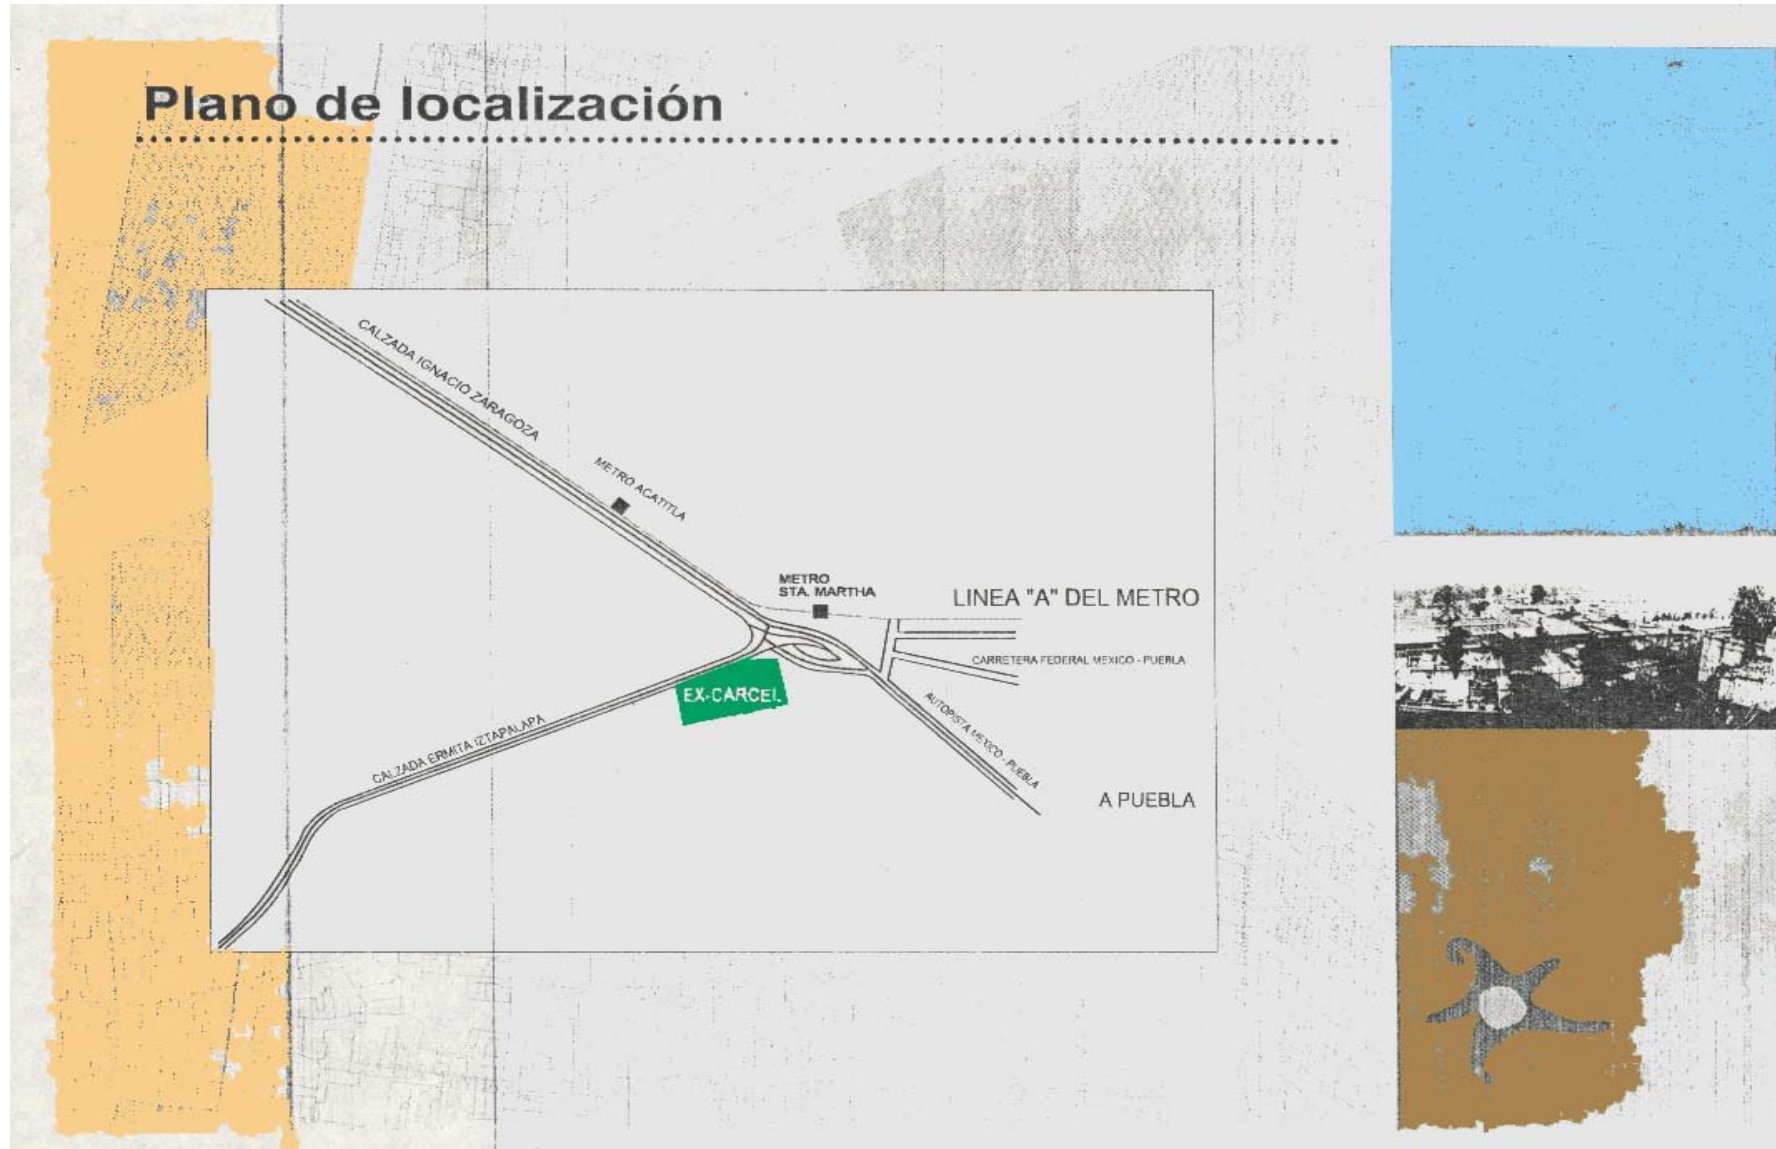 Plano de localización
CALZADA IGNACIO ZARAGOZA
METRO ACATITLA
METRO
STA. MARTHA
LINEA "A" DEL METRO
CARRETERA FEDERAL MEXICO - PUEBLA
EX-CARCEL
AUTOPISTA MEXICO - PUEBLA
CALZADA ERMITA IZTAPALAPA
A PUEBLA